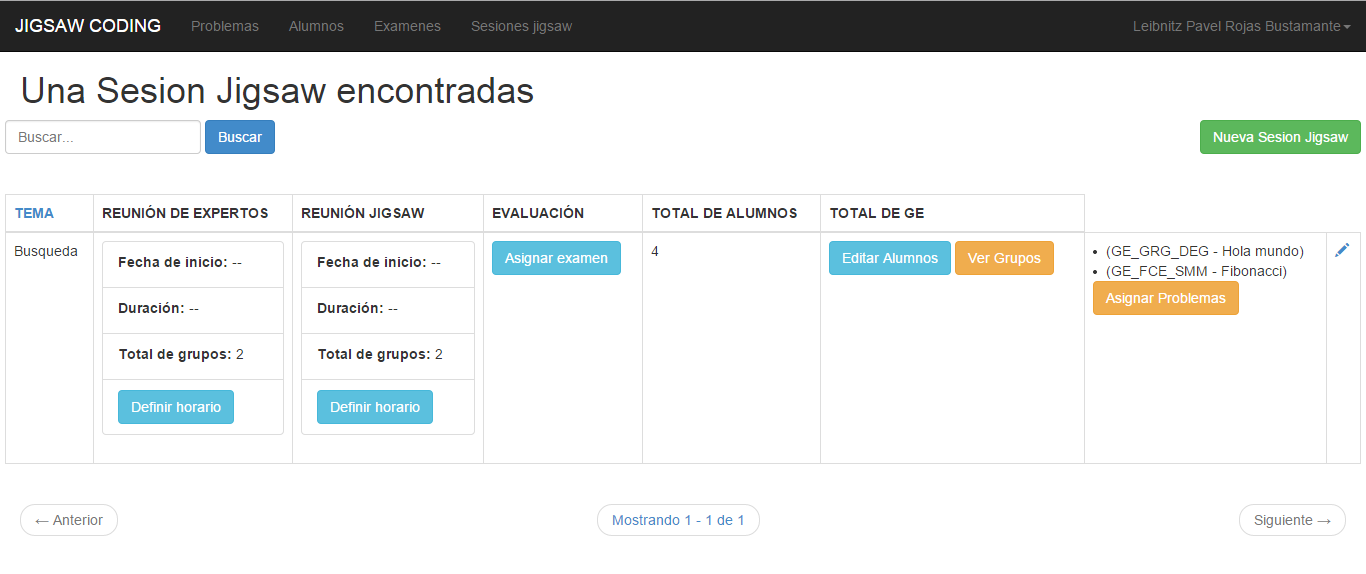 JIGSAW CODING Problemas Alumnos Examenes Sesiones jigsaw Leibnitz Pavel Rojas Bustamante
Una Sesion Jigsaw encontradas
Buscar... Buscar Nueva Sesion Jigsaw
TEMA REUNIÓN DE EXPERTOS REUNIÓN JIGSAW EVALUACIÓN TOTAL DE ALUMNOS TOTAL DE GE
Busqueda
Fecha de inicio: --
Duración: --
Total de grupos: 2
Definir horario
Fecha de inicio: --
Duración: --
Total de grupos: 2
Definir horario
Asignar examen
4
Editar Alumnos Ver Grupos
• (GE_GRG_DEG - Hola mundo)
• (GE_FCE_SMM - Fibonacci)
Asignar Problemas
← Anterior Mostrando 1 - 1 de 1 Siguiente →